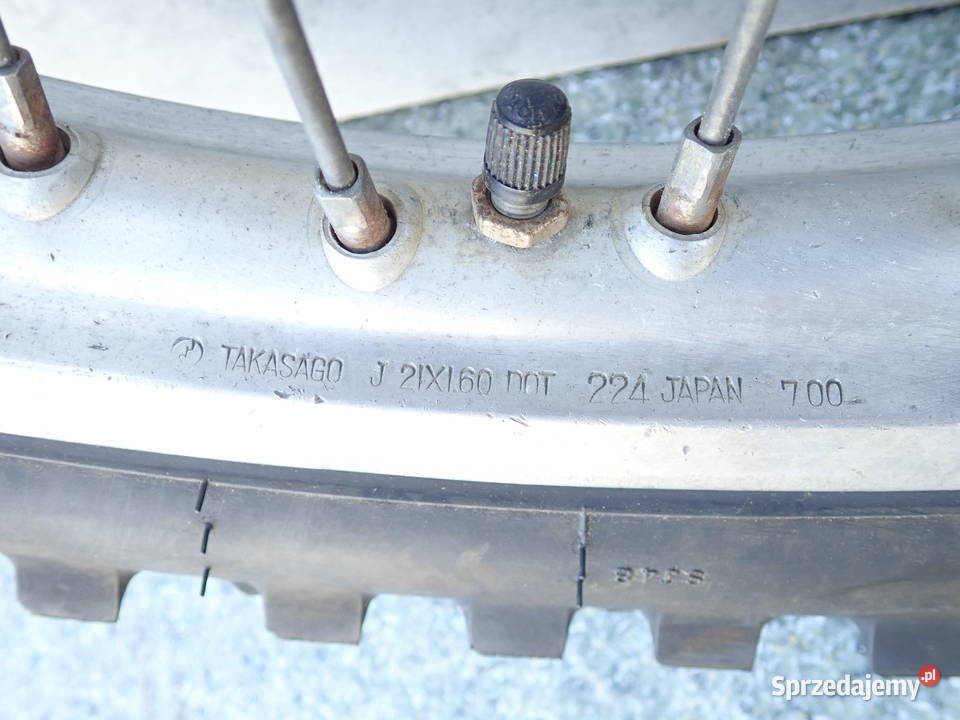 TAKASAGO J 21X1.60 DOT 224 JAPAN 700
Sprzedajemy.pl